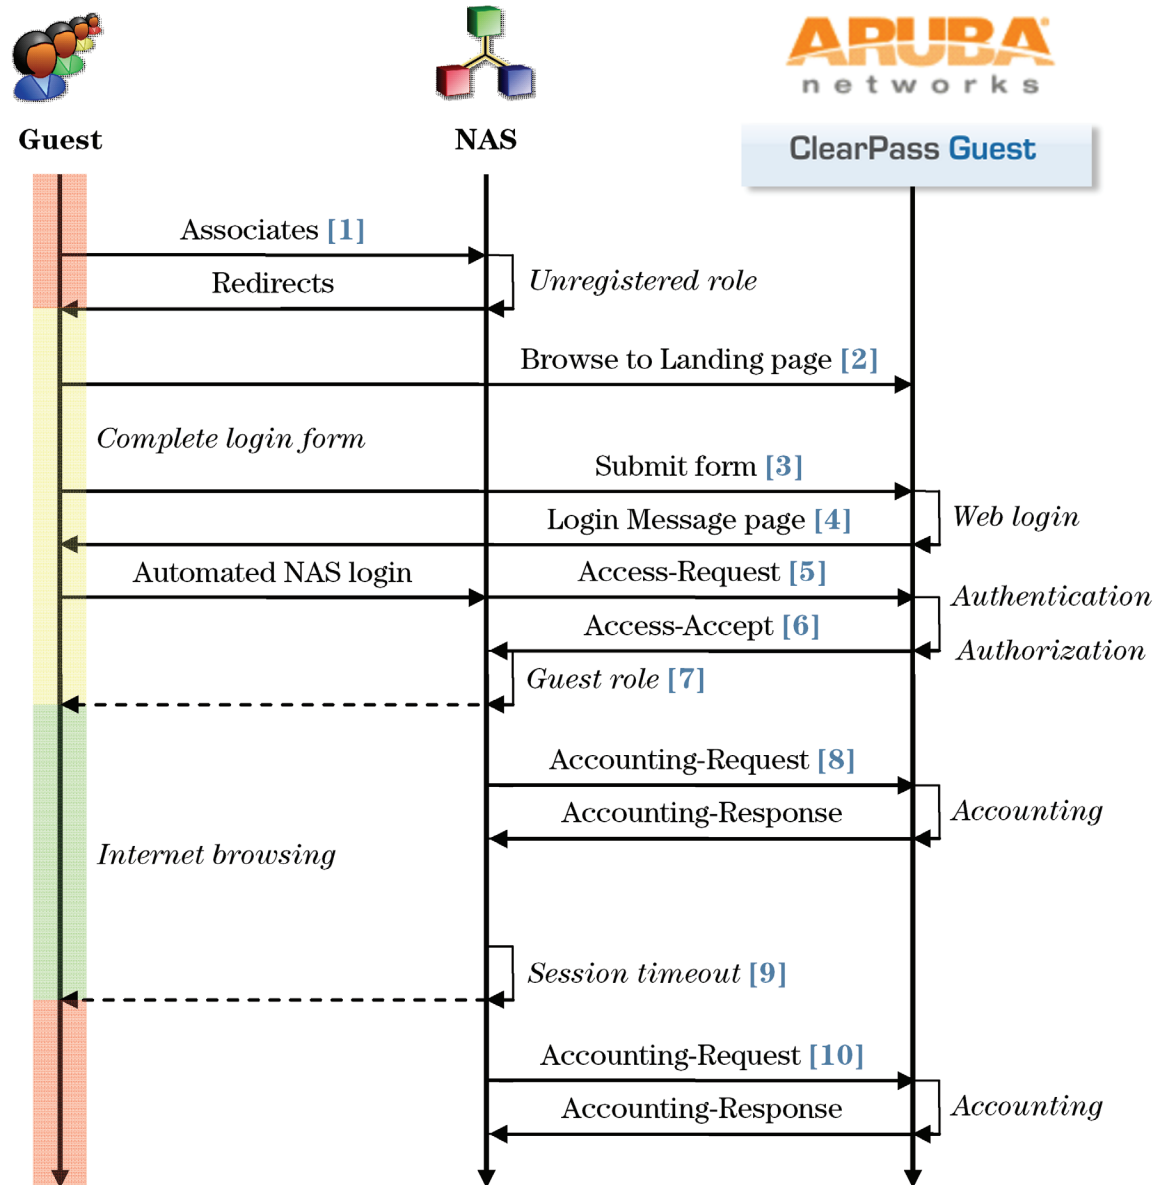 ARUBA®
networks
Guest
NAS
ClearPass Guest
Associates [1]
Redirects
Unregistered role
Browse to Landing page [2]
Complete login form
Submit form [3]
Login Message page [4]
Web login
Automated NAS login
Access-Request [5]
Authentication
Access-Accept [6]
Authorization
Guest role [7]
Accounting-Request [8]
Accounting-Response
Accounting
Internet browsing
Session timeout [9]
Accounting-Request [10]
Accounting-Response
Accounting